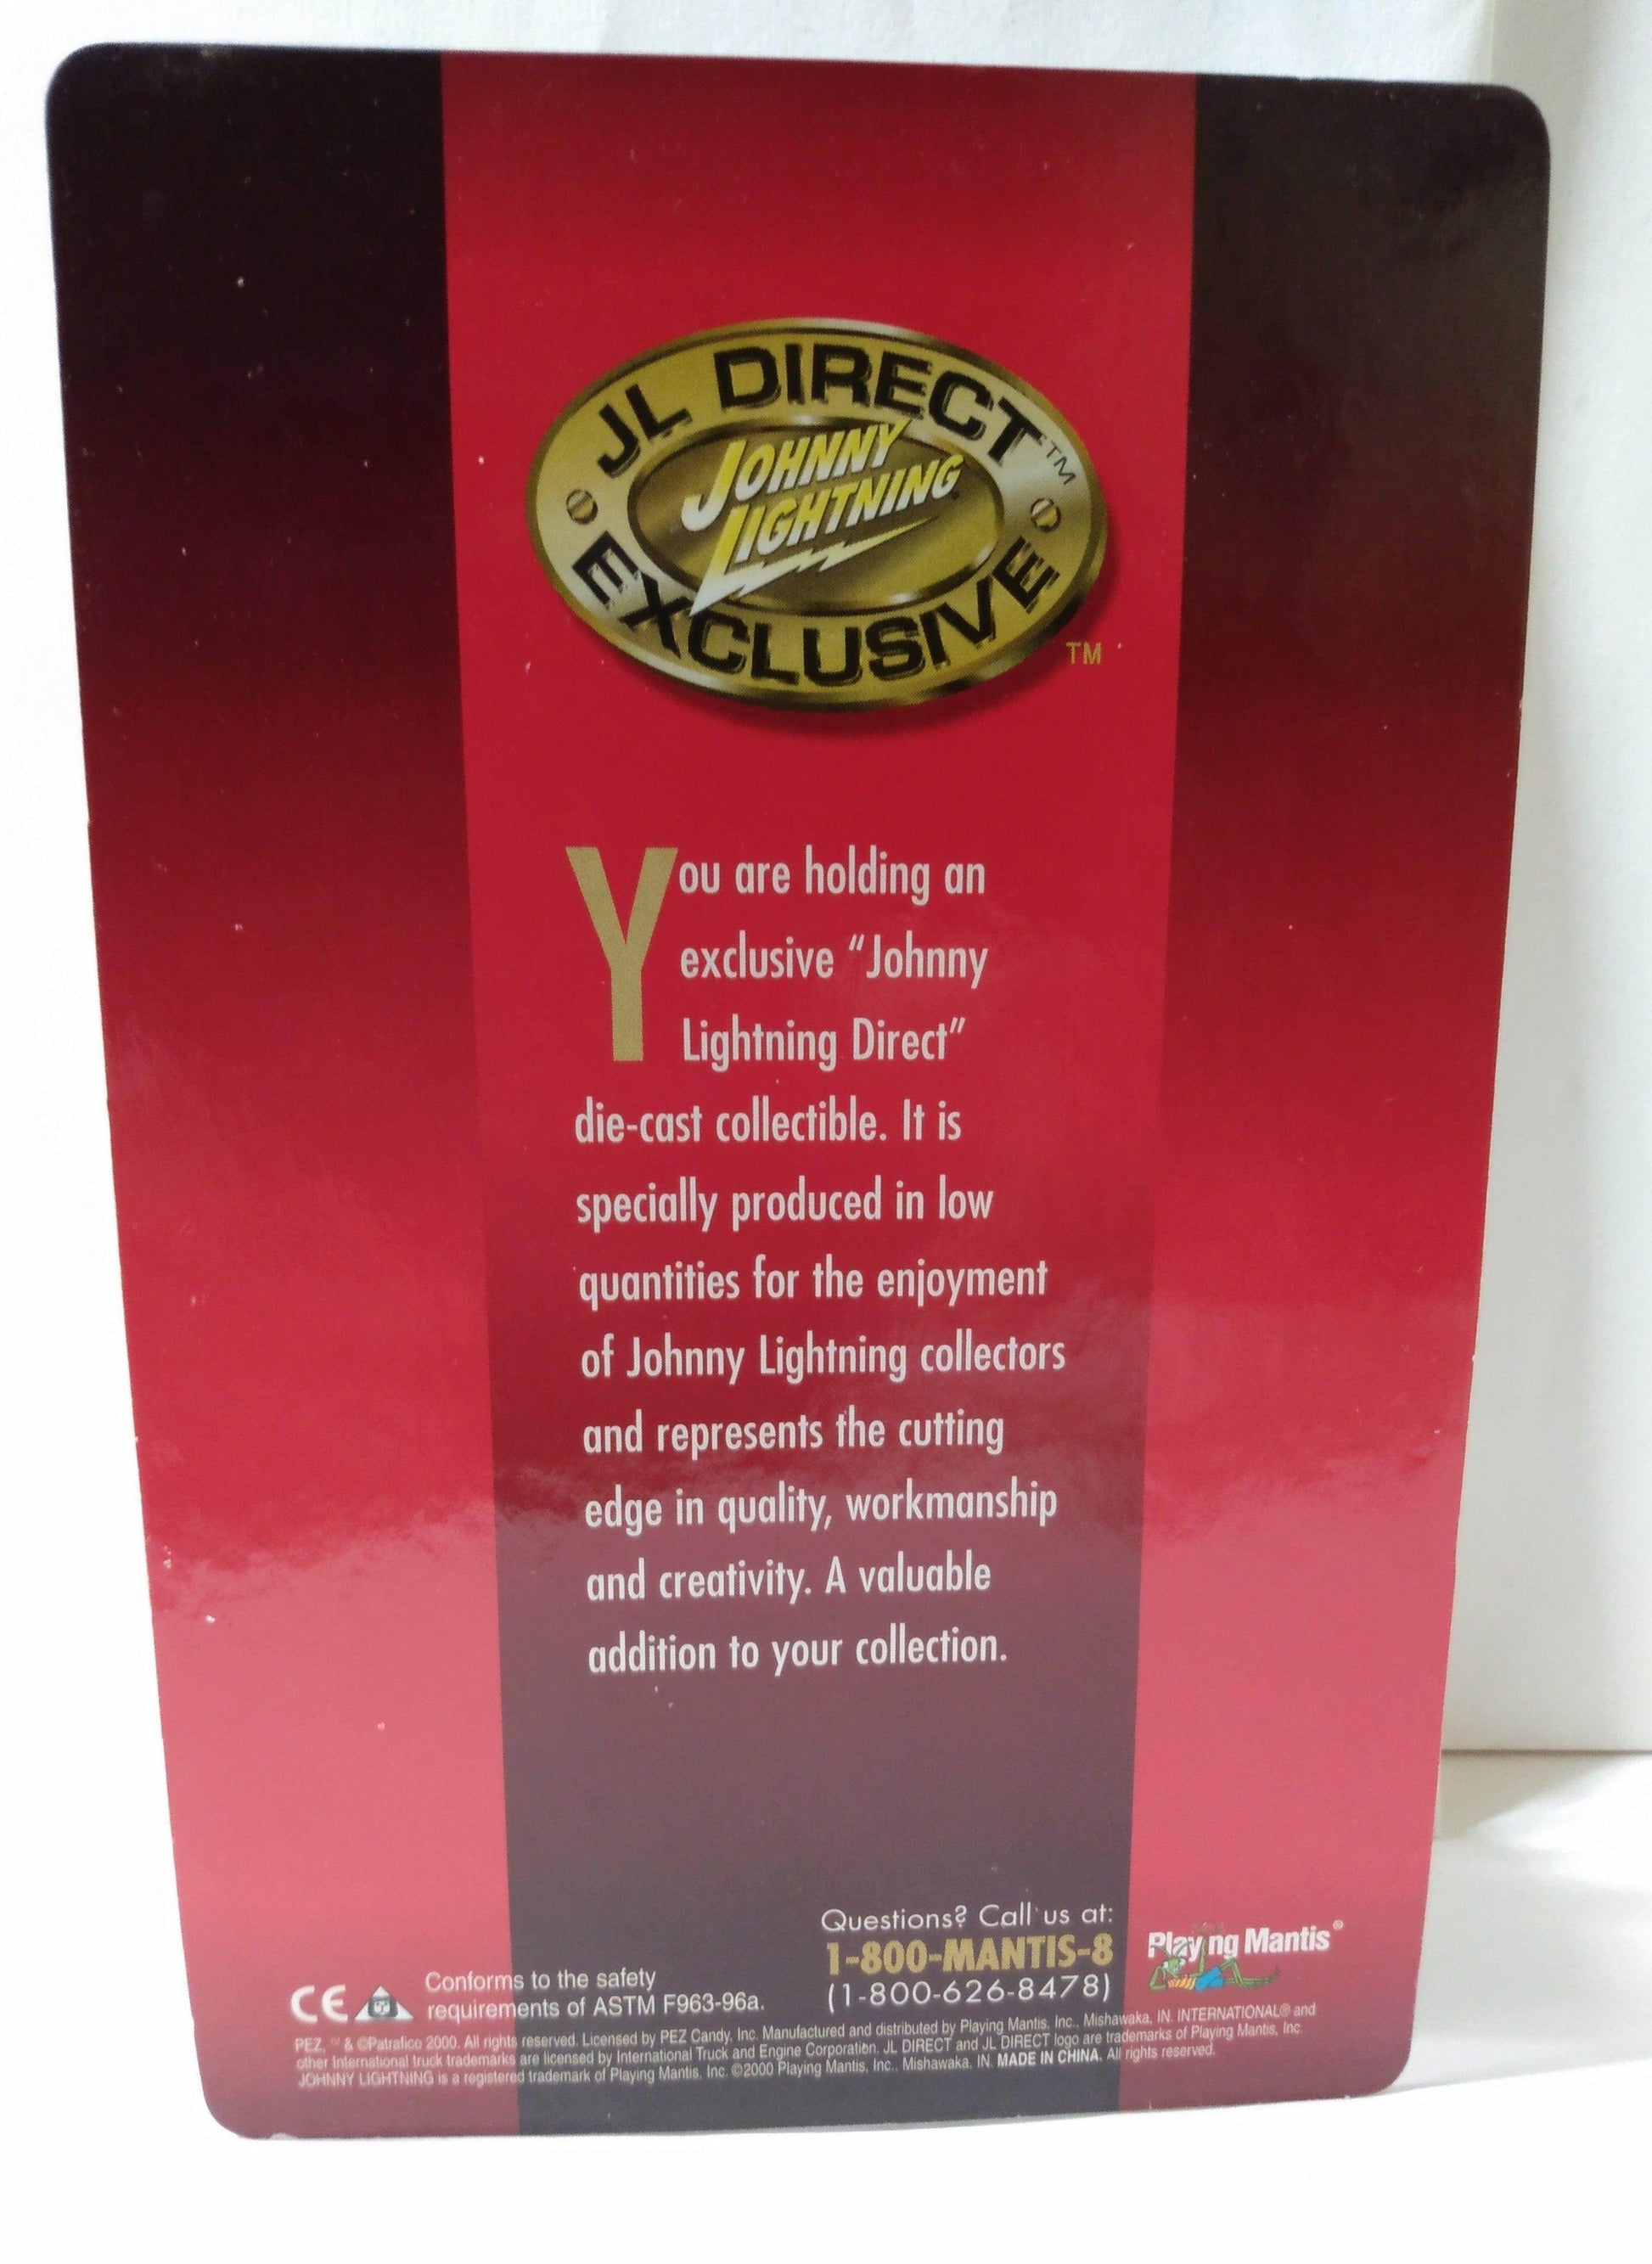 JL DIRECT™
JOHNNY
LIGHTNING
EXCLUSIVE
TM
You are holding an
exclusive “Johnny
Lightning Direct”
die-cast collectible. It is
specially produced in low
quantities for the enjoyment
of Johnny Lightning collectors
and represents the cutting
edge in quality, workmanship
and creativity. A valuable
addition to your collection.
Questions? Call us at:
1-800-MANTIS-8
(1-800-626-8478)
Playing Mantis®
CE
Conforms to the safety
requirements of ASTM F963-96a.
PEZ, ™ & ©Patrafico 2000. All rights reserved. Licensed by PEZ Candy, Inc. Manufactured and distributed by Playing Mantis, Inc., Mishawaka, IN. INTERNATIONAL® and
other International truck trademarks are licensed by International Truck and Engine Corporation. JL DIRECT and JL DIRECT logo are trademarks of Playing Mantis, Inc.
JOHNNY LIGHTNING is a registered trademark of Playing Mantis, Inc. ©2000 Playing Mantis, Inc., Mishawaka, IN. MADE IN CHINA. All rights reserved.